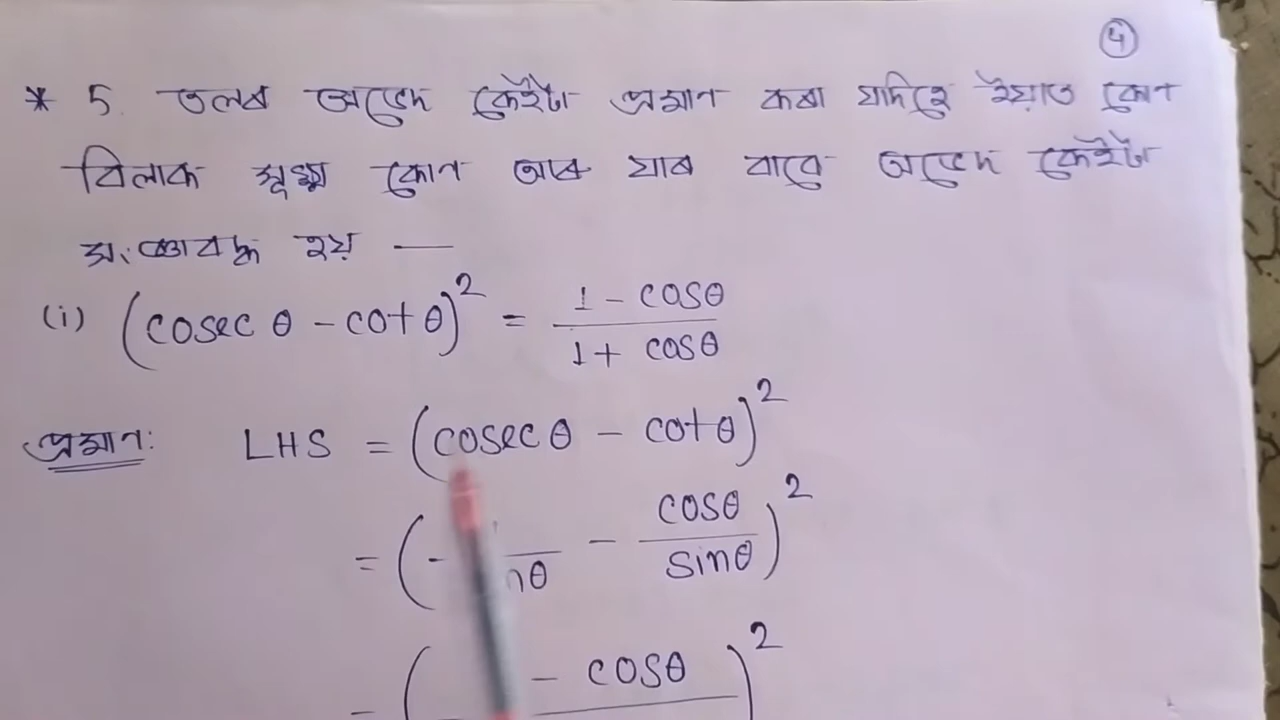 ④
* 5. তলৰ অভেদ কেইটা প্ৰমাণ কৰা যদিহে ইয়াত কোণ
বিলাক সূক্ষ্ম কোণ আৰু যাৰ বাবে অভেদ কেইটা
সংজ্ঞাবদ্ধ হয় —
(i) (cosec θ - cot θ)² = (1 - cosθ)/(1 + cosθ)
প্ৰমাণ: LHS = (cosec θ - cot θ)²
= ( - cosθ/sinθ)²
- cosθ)²